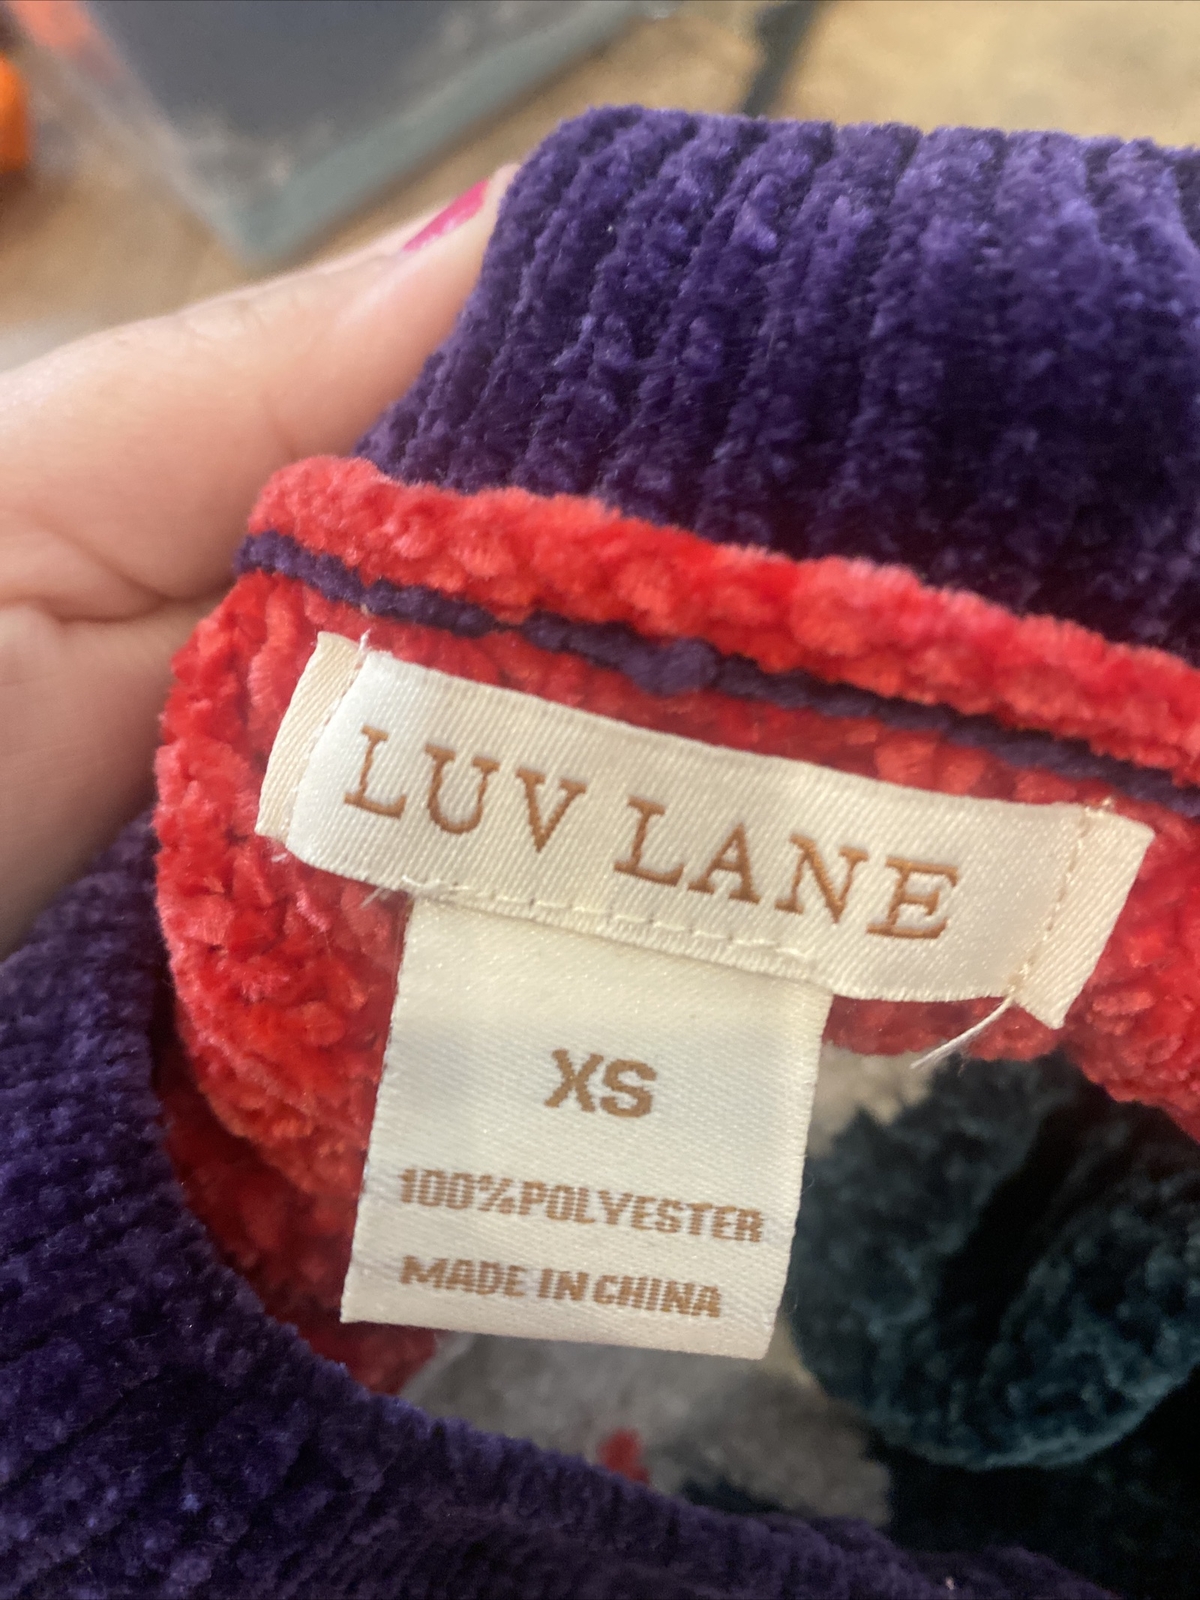 LUV LANE
XS
100%POLYESTER
MADE IN CHINA